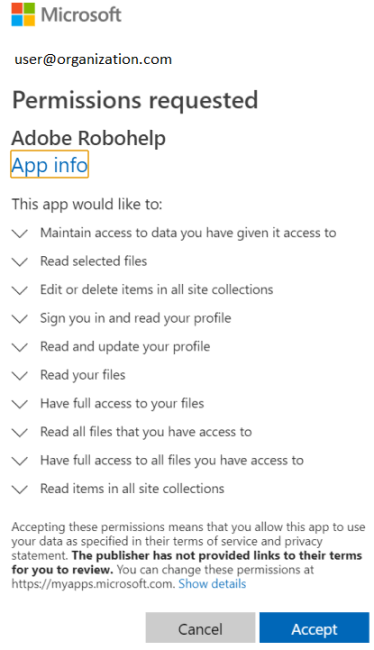 Microsoft
user@organization.com
Permissions requested
Adobe Robohelp
App info
This app would like to:
Maintain access to data you have given it access to
Read selected files
Edit or delete items in all site collections
Sign you in and read your profile
Read and update your profile
Read your files
Have full access to your files
Read all files that you have access to
Have full access to all files you have access to
Read items in all site collections
Accepting these permissions means that you allow this app to use
your data as specified in their terms of service and privacy
statement. The publisher has not provided links to their terms
for you to review. You can change these permissions at
https://myapps.microsoft.com. Show details
Cancel Accept